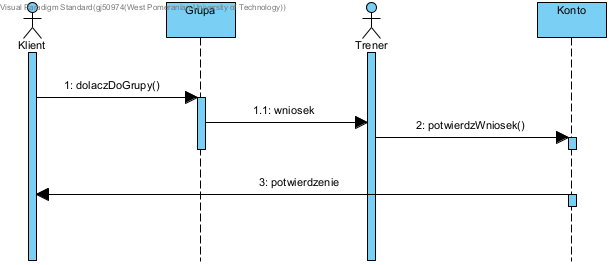 Visual Paradigm Standard(gj50974(West Pomeranian University of Technology))
Klient
Grupa
Trener
Konto
1: dolaczDoGrupy()
1.1: wniosek
2: potwierdzWniosek()
3: potwierdzenie